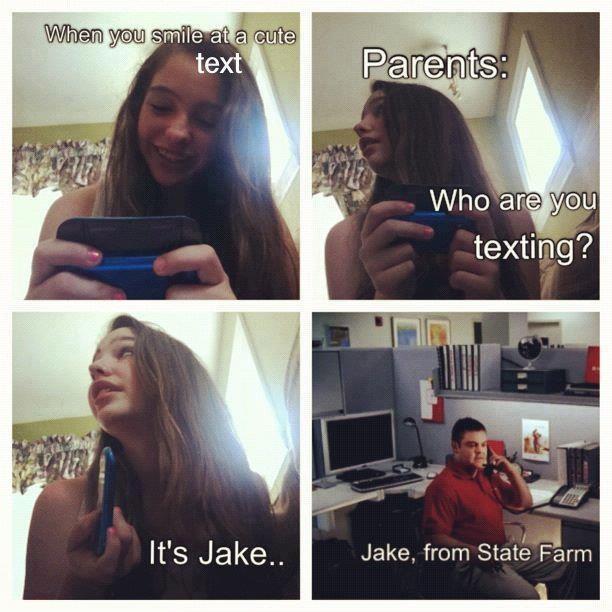 When you smile at a cute
text
Parents:
Who are you
texting?
It's Jake..
Jake, from State Farm